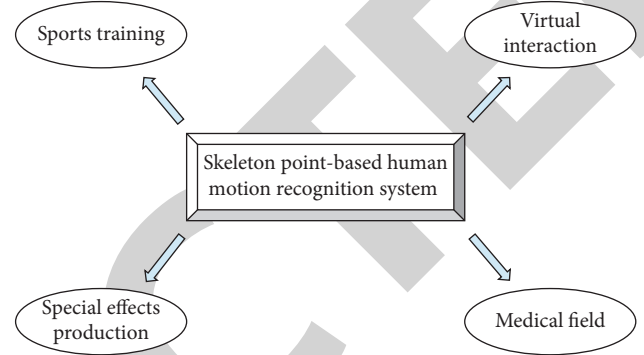 Sports training
Virtual
interaction
Skeleton point-based human
motion recognition system
Special effects
production
Medical field